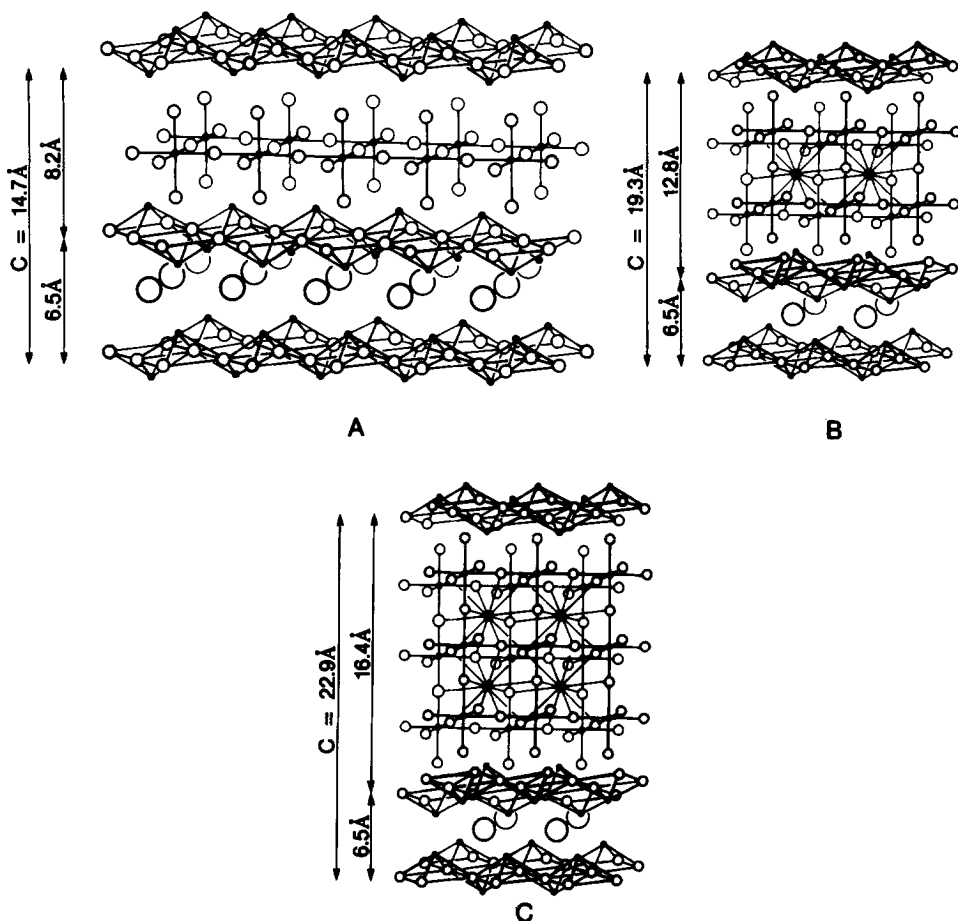 C = 14.7Å
8.2Å
6.5Å
A
C = 19.3Å
12.8Å
6.5Å
B
C = 22.9Å
16.4Å
6.5Å
C